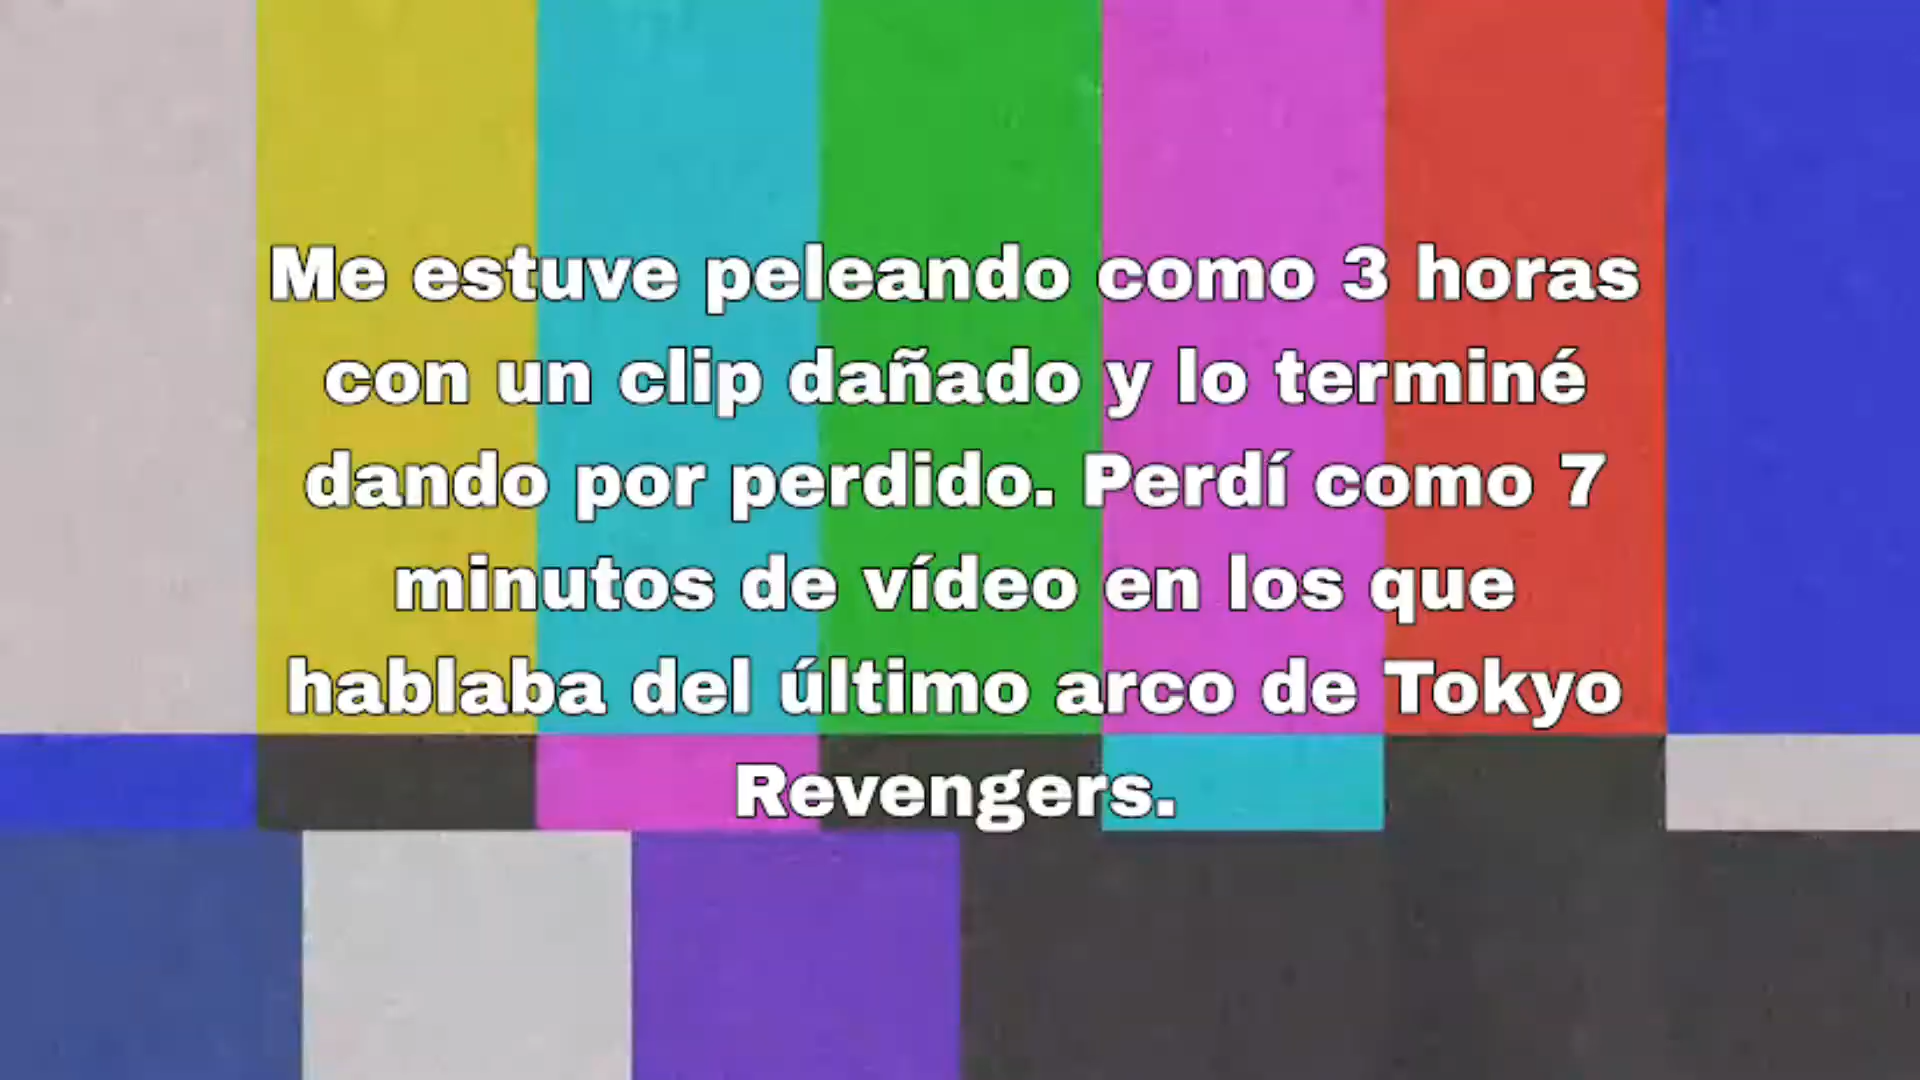 Me estuve peleando como 3 horas
con un clip dañado y lo terminé
dando por perdido. Perdí como 7
minutos de vídeo en los que
hablaba del último arco de Tokyo
Revengers.